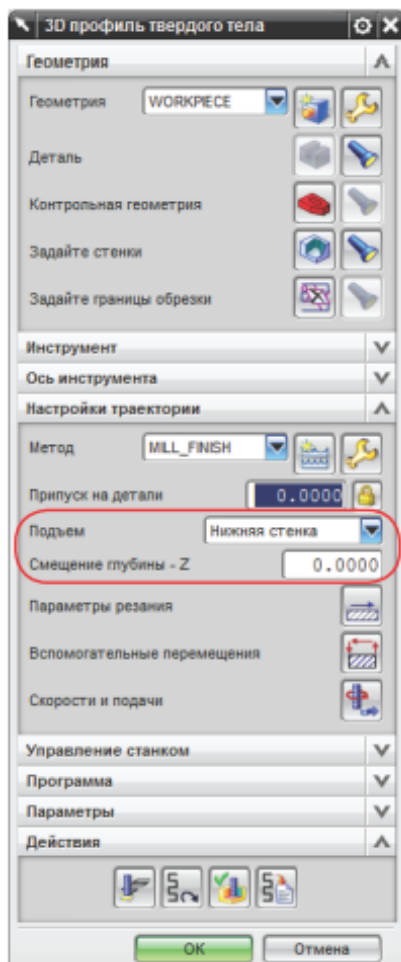 3D профиль твердого тела
Геометрия
Геометрия WORKPIECE
Деталь
Контрольная геометрия
Задайте стенки
Задайте границы обрезки
Инструмент
Ось инструмента
Настройки траектории
Метод MILL_FINISH
Припуск на детали 0.0000
Подъем Нижняя стенка
Смещение глубины - Z 0.0000
Параметры резания
Вспомогательные перемещения
Скорости и подачи
Управление станком
Программа
Параметры
Действия
OK Отмена